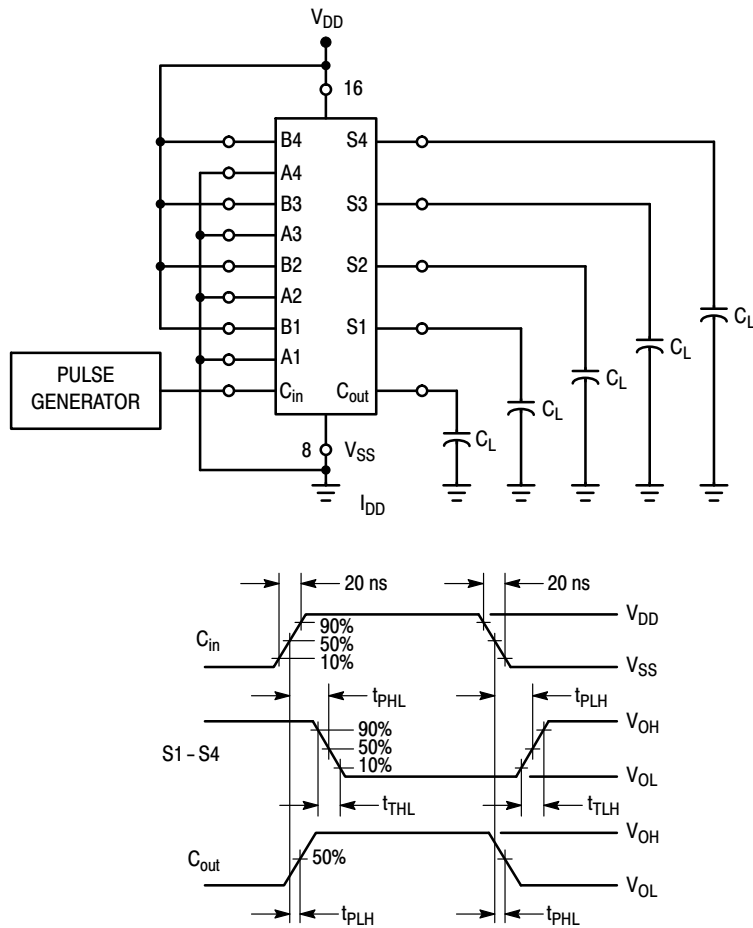 VDD
16
B4 S4
A4
B3 S3
A3
B2 S2
A2
B1 S1
A1
Cin Cout
PULSE
GENERATOR
CL
CL
CL
CL
CL
8 VSS
IDD
20 ns 20 ns
Cin
90%
50%
10%
VDD
VSS
tPHL tPLH
S1 – S4
90%
50%
10%
VOH
VOL
tTHL tTLH
Cout
50%
VOH
VOL
tPLH tPHL